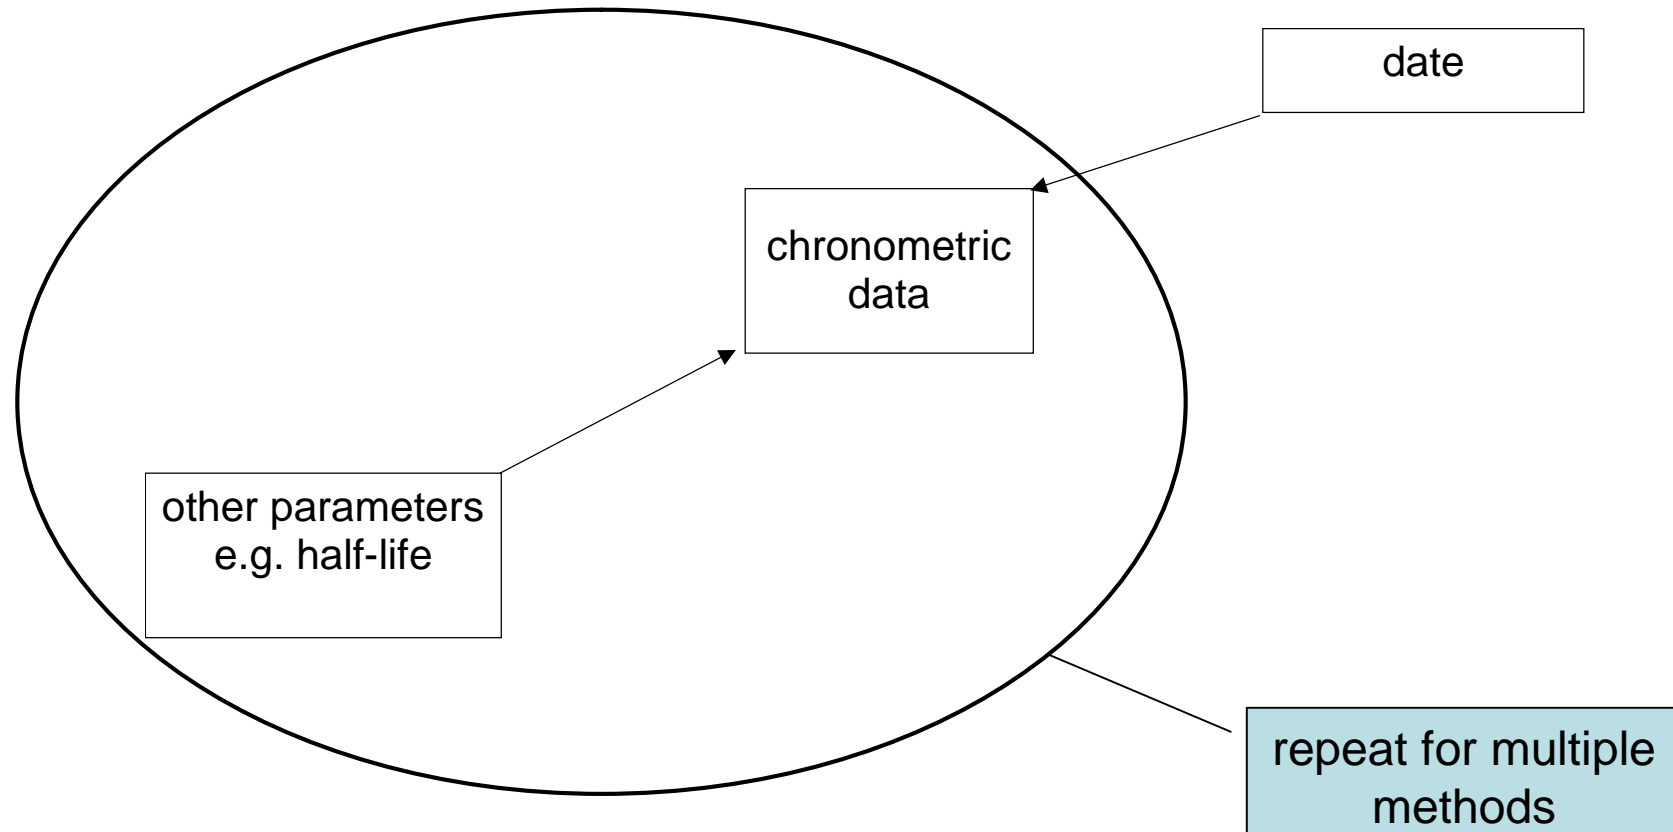 date
chronometric
data
other parameters
e.g. half-life
repeat for multiple
methods